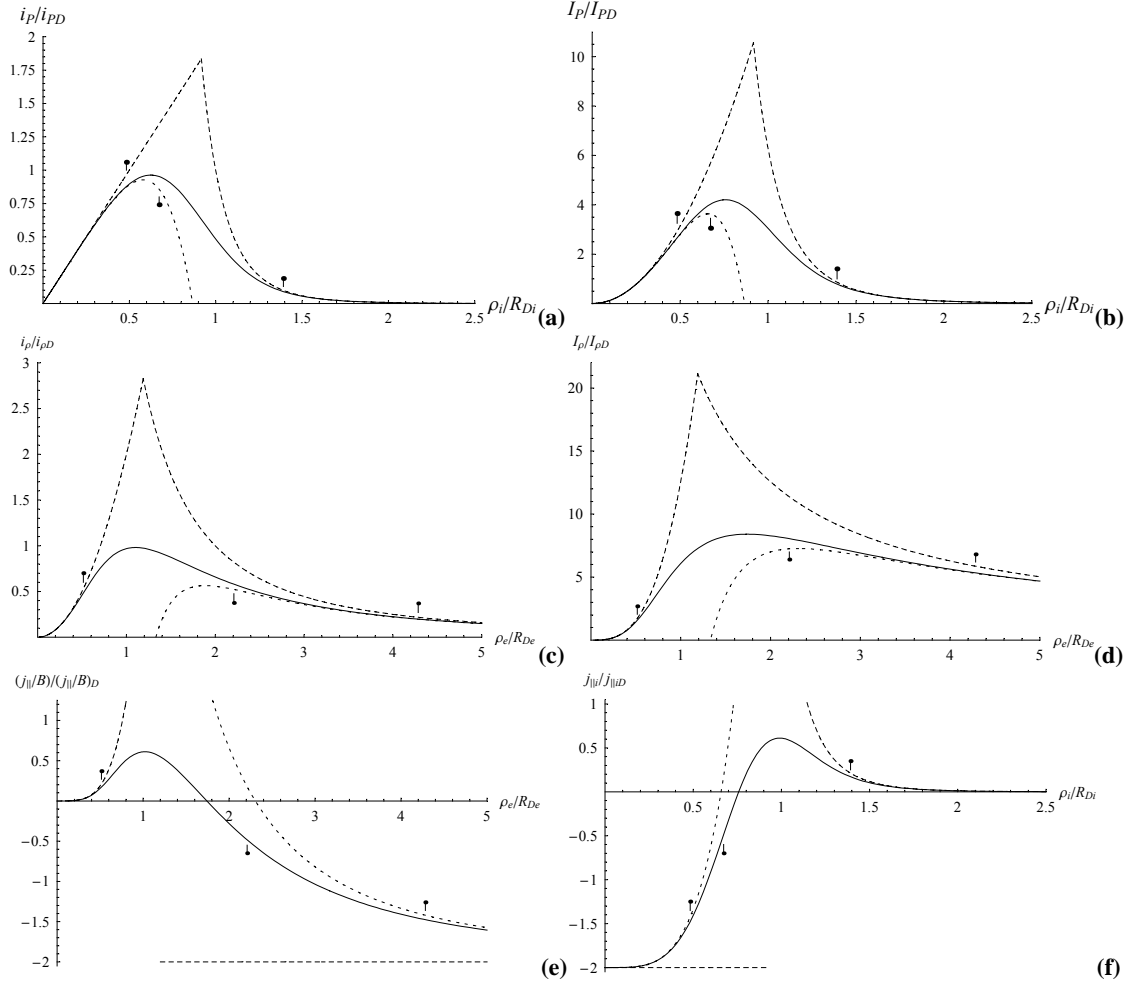 i_P/i_PD
2
1.75
1.5
1.25
1
0.75
0.5
0.25
0.5 1 1.5 2 2.5
ρ_i/R_Di
(a)
I_P/I_PD
10
8
6
4
2
0.5 1 1.5 2 2.5
ρ_i/R_Di
(b)
i_ρ/i_ρD
3
2.5
2
1.5
1
0.5
1 2 3 4 5
ρ_e/R_De
(c)
I_ρ/I_ρD
20
15
10
5
1 2 3 4 5
ρ_e/R_De
(d)
(j_||/B)/(j_||/B)_D
1
0.5
−0.5
−1
−1.5
−2
1 2 3 4 5
ρ_e/R_De
(e)
j_||i/j_||iD
1
0.5
−0.5
−1
−1.5
−2
0.5 1 1.5 2 2.5
ρ_i/R_Di
(f)